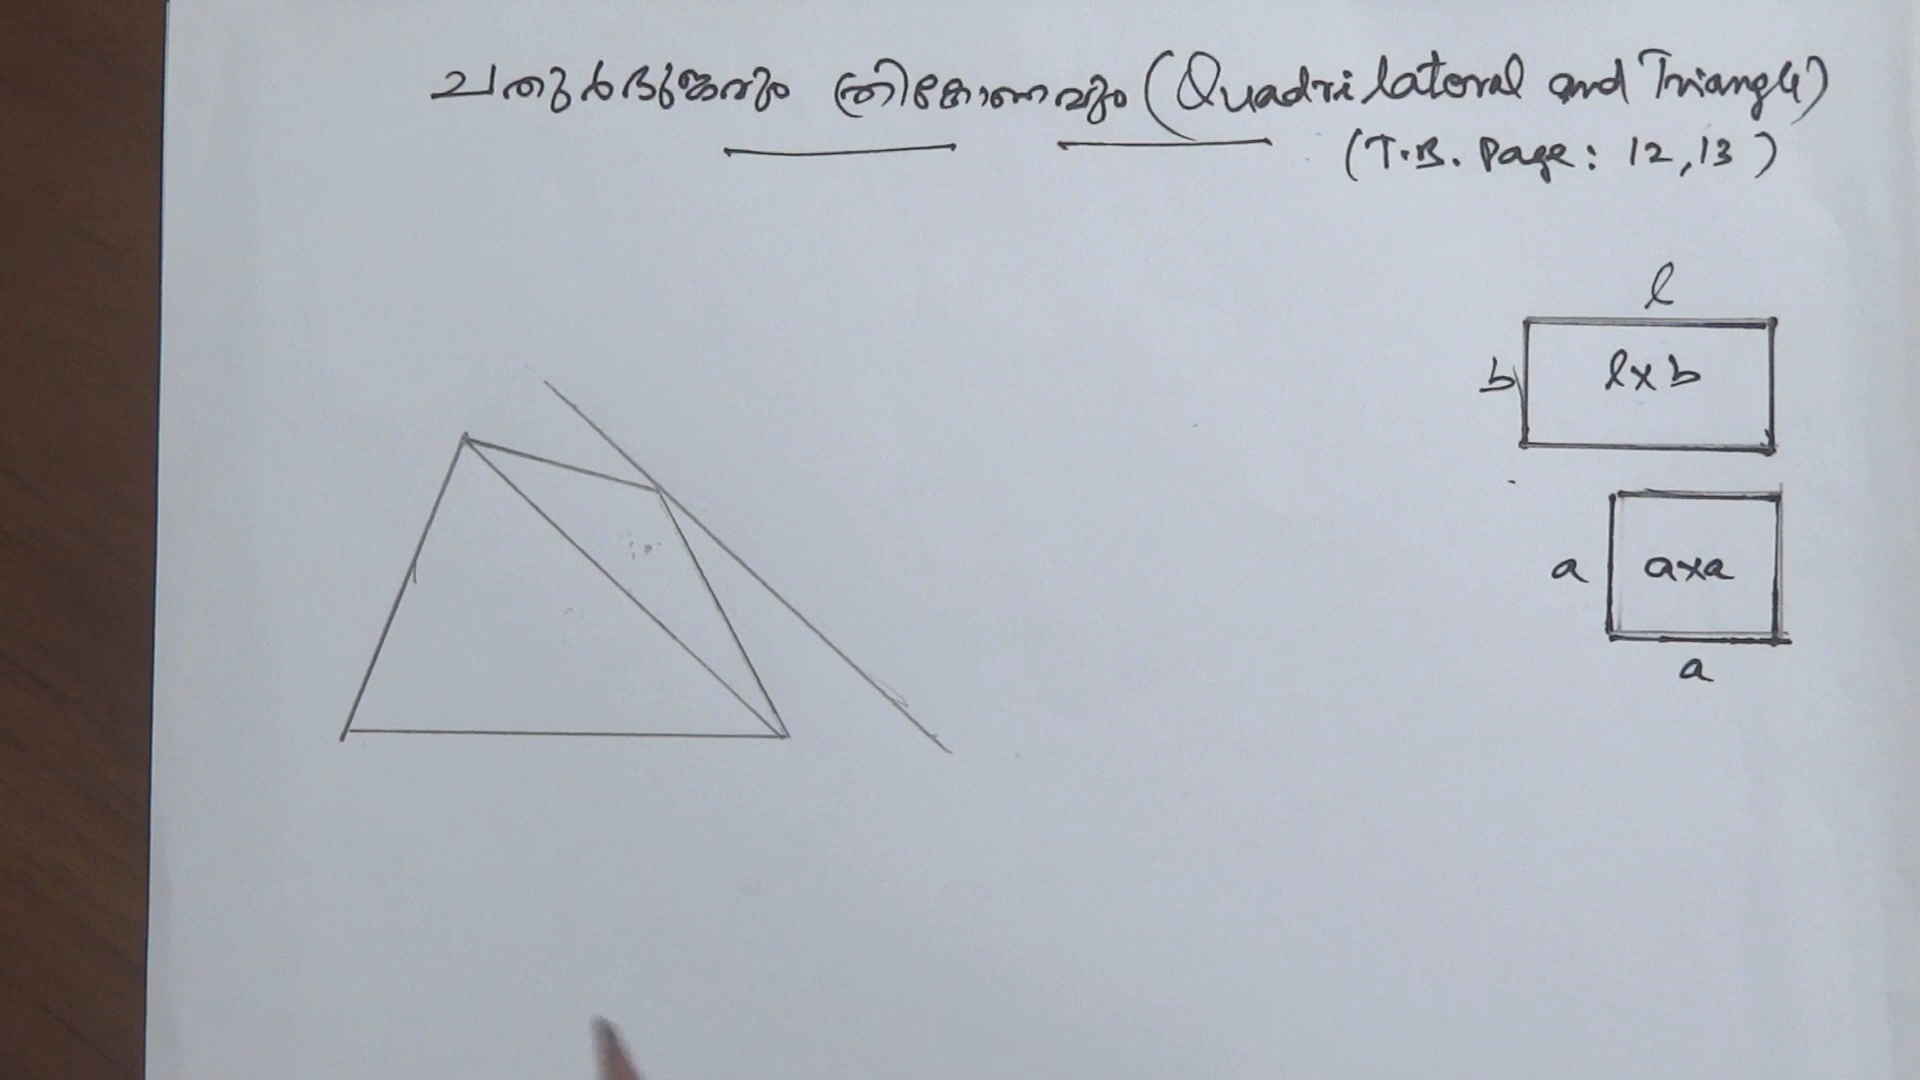 ചതുർഭുജവും ത്രികോണവും (Quadrilateral and Triangle)
(T.B. Page: 12,13)
l
b
l×b
a
a×a
a